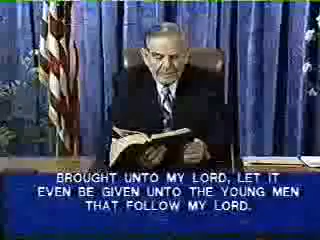 BROUGHT UNTO MY LORD, LET IT
EVEN BE GIVEN UNTO THE YOUNG MEN
THAT FOLLOW MY LORD.